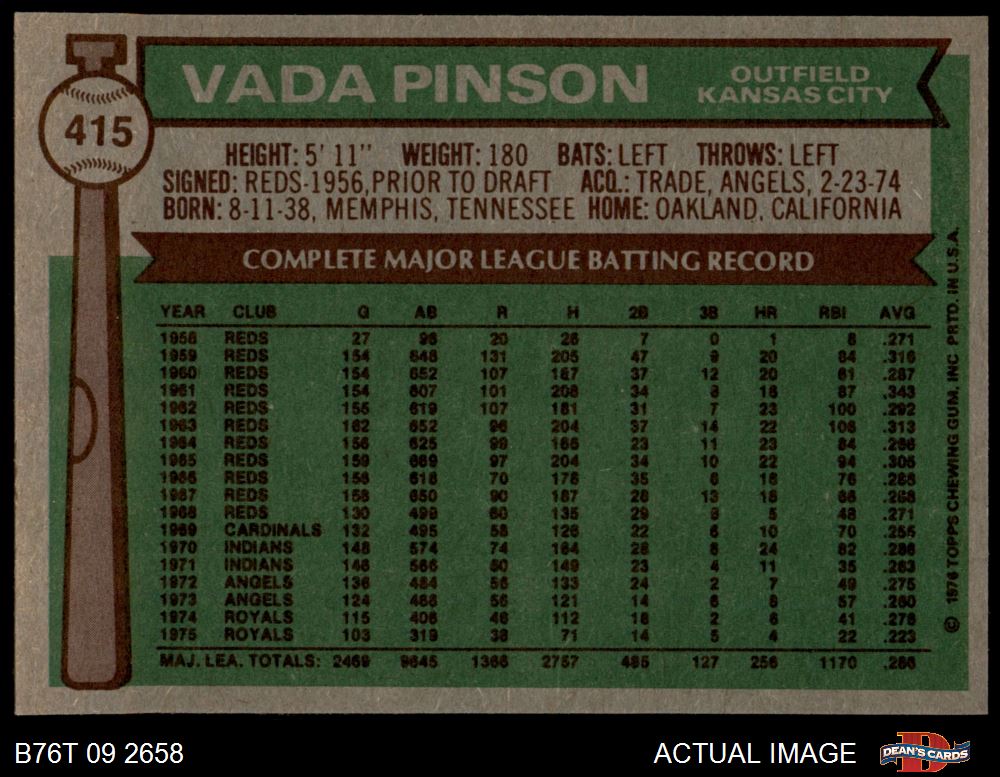 VADA PINSON
OUTFIELD
KANSAS CITY
415
HEIGHT: 5' 11" WEIGHT: 180 BATS: LEFT THROWS: LEFT
SIGNED: REDS-1956, PRIOR TO DRAFT ACQ.: TRADE, ANGELS, 2-23-74
BORN: 8-11-38, MEMPHIS, TENNESSEE HOME: OAKLAND, CALIFORNIA
COMPLETE MAJOR LEAGUE BATTING RECORD
YEAR CLUB G AB R H 2B 3B HR RBI AVG
1958 REDS 27 96 20 26 7 0 1 8 .271
1959 REDS 154 648 131 205 47 9 20 84 .316
1960 REDS 154 652 107 187 37 12 20 61 .287
1961 REDS 154 607 101 208 34 8 16 87 .343
1962 REDS 155 619 107 181 31 7 23 100 .292
1963 REDS 162 652 96 204 37 14 22 106 .313
1964 REDS 156 625 99 166 23 11 23 84 .266
1965 REDS 159 669 97 204 34 10 22 94 .305
1966 REDS 156 618 70 178 35 6 16 76 .288
1967 REDS 158 650 90 187 28 13 18 66 .288
1968 REDS 130 499 60 135 29 6 5 48 .271
1969 CARDINALS 132 495 58 126 22 6 10 70 .255
1970 INDIANS 148 574 74 164 28 6 24 82 .286
1971 INDIANS 146 566 60 149 23 4 11 35 .263
1972 ANGELS 136 484 56 133 24 2 7 49 .275
1973 ANGELS 124 466 56 121 14 6 8 57 .260
1974 ROYALS 115 406 46 112 18 2 6 41 .276
1975 ROYALS 103 319 38 71 14 5 4 22 .223
MAJ. LEA. TOTALS: 2469 9645 1366 2757 485 127 256 1170 .286
© 1976 TOPPS CHEWING GUM, INC. PRTD. IN U.S.A.
B76T 09 2658
ACTUAL IMAGE
DEAN'S CARDS